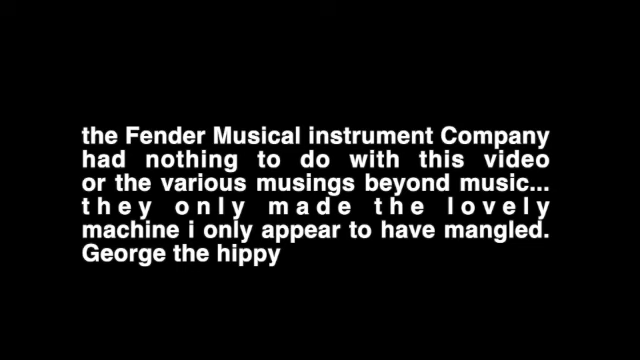 the Fender Musical instrument Company
had nothing to do with this video
or the various musings beyond music...
they only made the lovely
machine i only appear to have mangled.
George the hippy